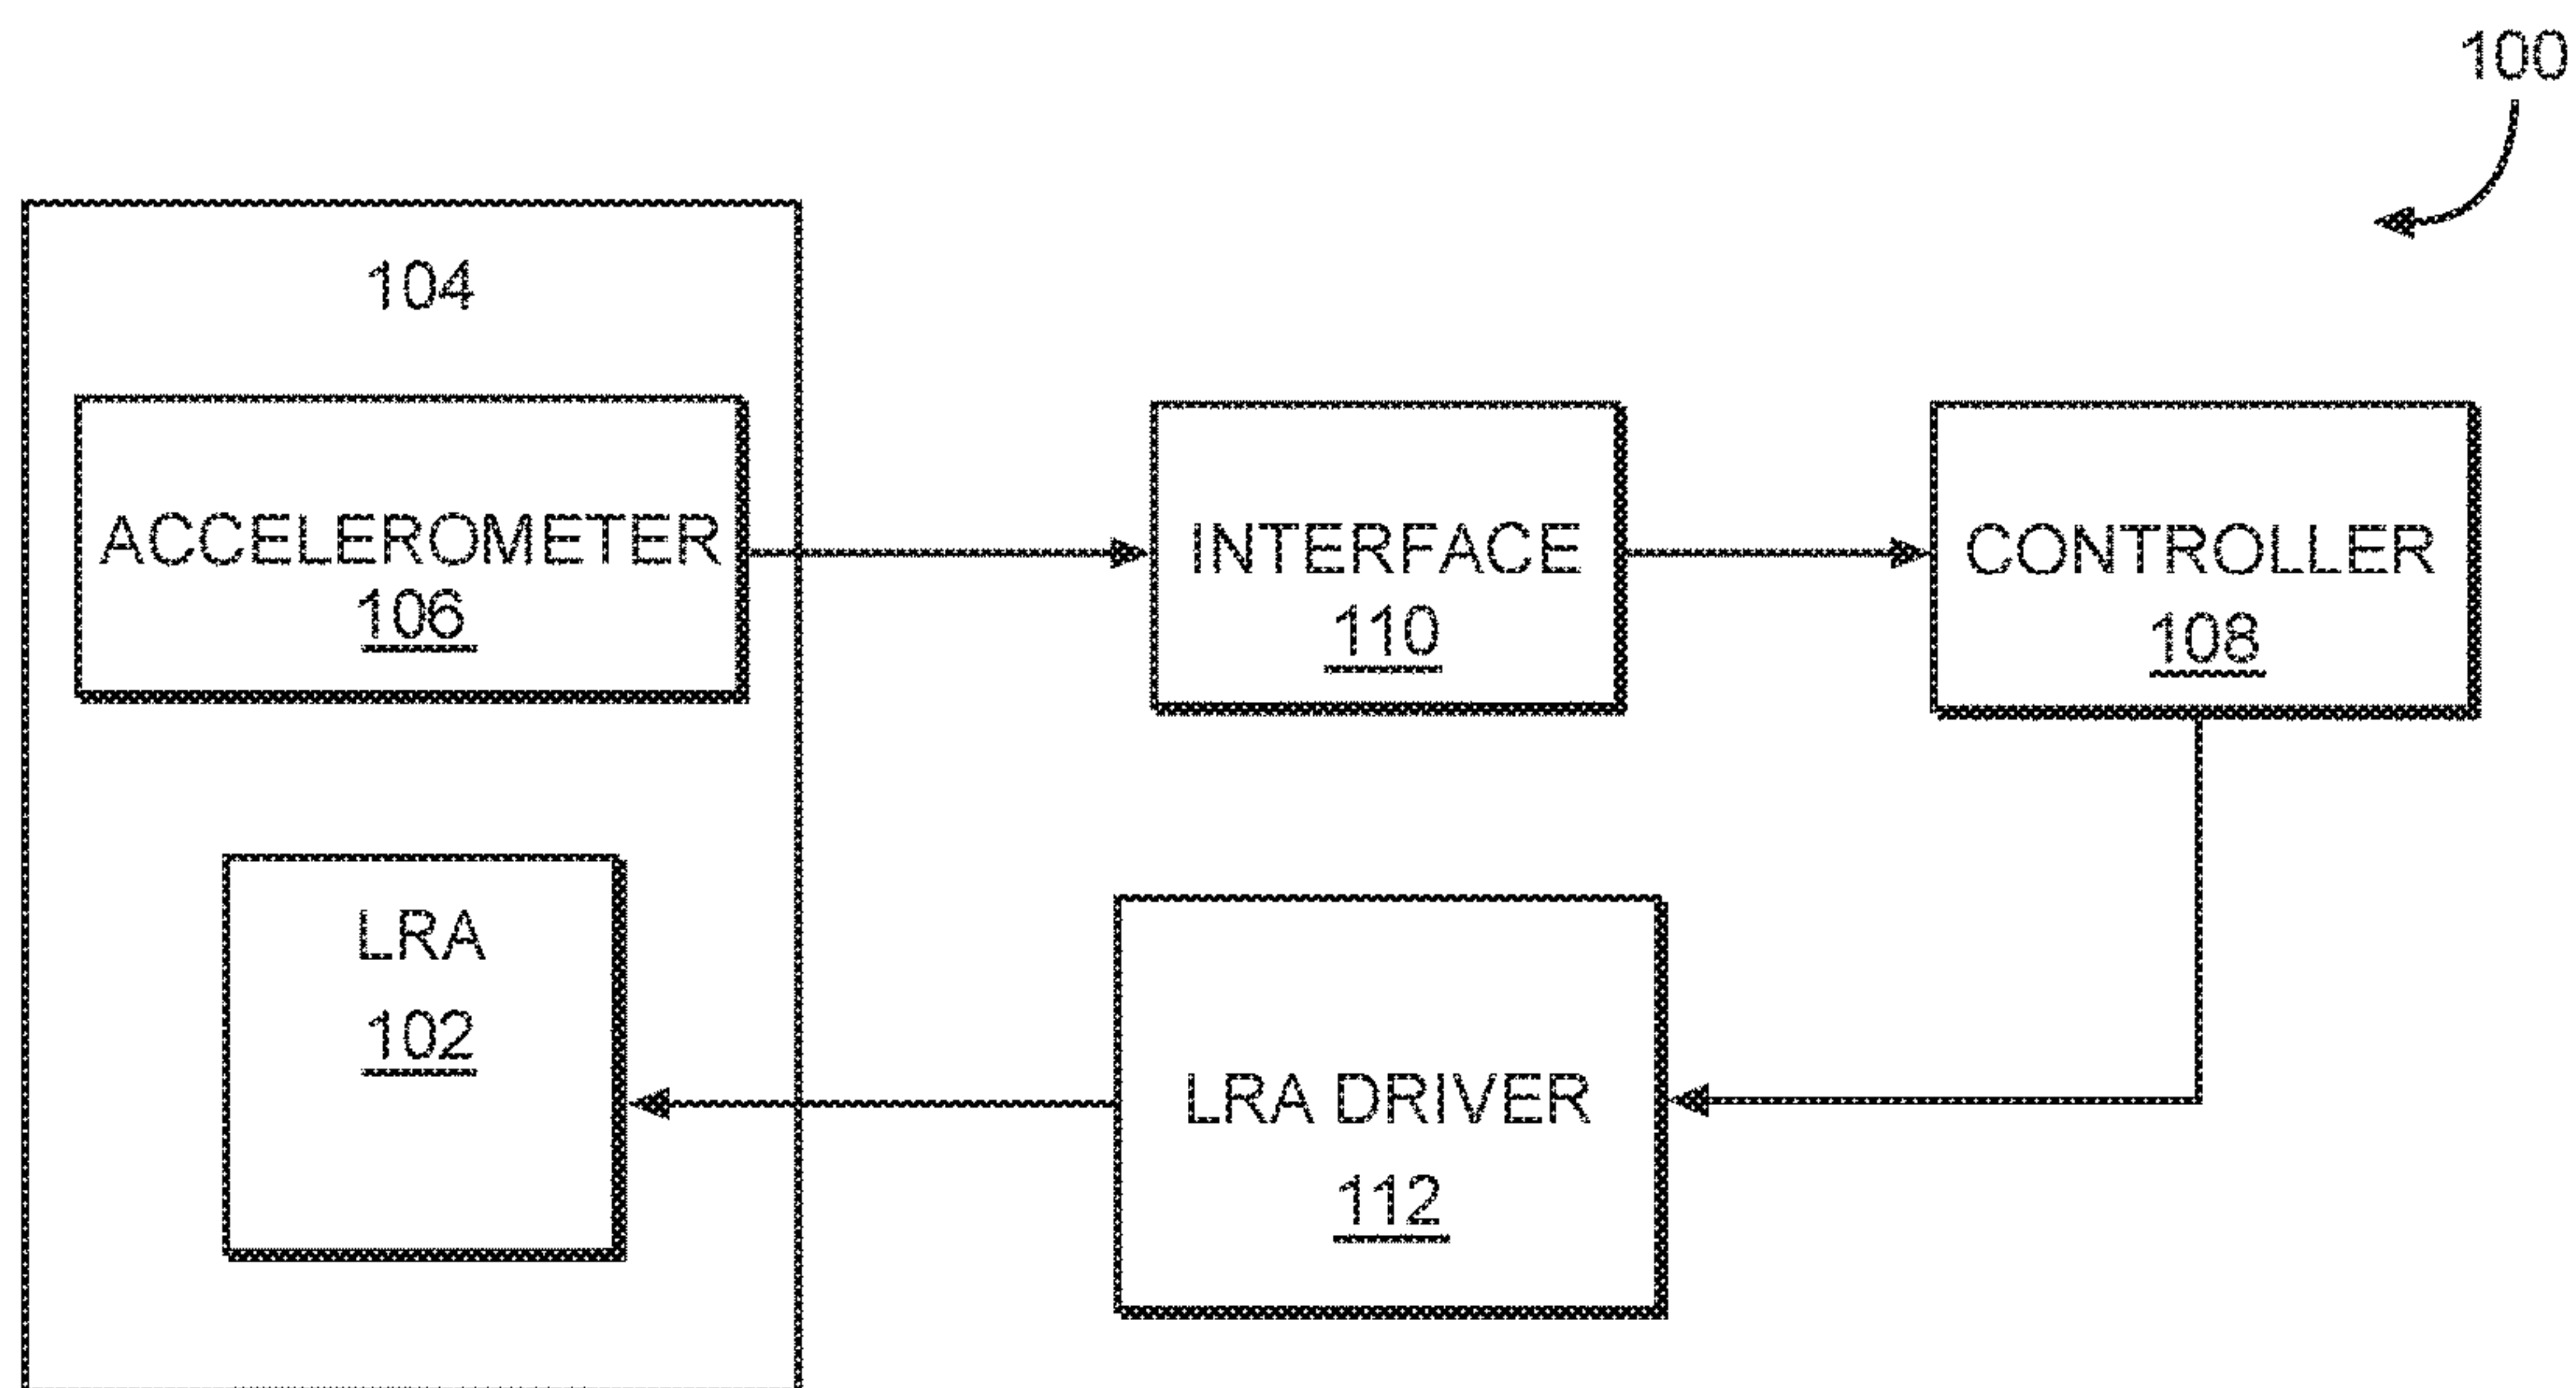 100
104
ACCELEROMETER
106
INTERFACE
110
CONTROLLER
108
LRA
102
LRA DRIVER
112